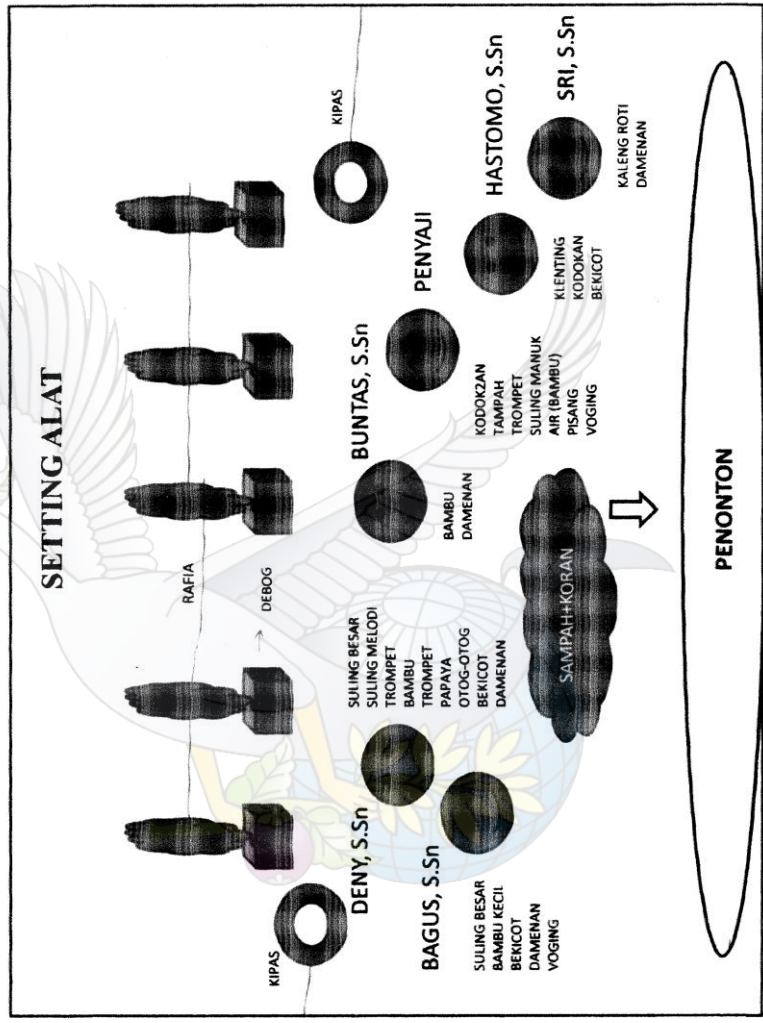 SETTING ALAT
RAFIA
DEBOG
KIPAS
KIPAS
DENY, S.Sn
SULING BESAR
SULING MELODI
TROMPET
BAMBU
TROMPET
PAPAYA
OTOG-OTOG
BEKICOT
DAMENAN
BAGUS, S.Sn
SULING BESAR
BAMBU KECIL
BEKICOT
DAMENAN
VOGING
BUNTAS, S.Sn
BAMBU
DAMENAN
PENYAJI
KODOK2AN
TAMPAH
TROMPET
SULING MANUK
AIR (BAMBU)
PISANG
VOGING
HASTOMO, S.Sn
KLENTING
KODOKAN
BEKICOT
SRI, S.Sn
KALENG ROTI
DAMENAN
SAMPAH+KORAN
PENONTON